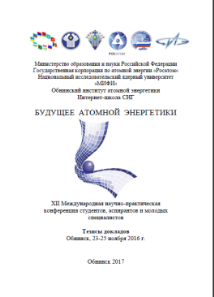 Министерство образования и науки Российской Федерации
Государственная корпорация по атомной энергии «Росатом»
Национальный исследовательский ядерный университет
«МИФИ»
Обнинский институт атомной энергетики
Интернет-школа СНГ
БУДУЩЕЕ АТОМНОЙ ЭНЕРГЕТИКИ
XII Международная научно-практическая
конференция студентов, аспирантов и молодых
специалистов
Тезисы докладов
Обнинск, 23-25 ноября 2016 г.
Обнинск 2017